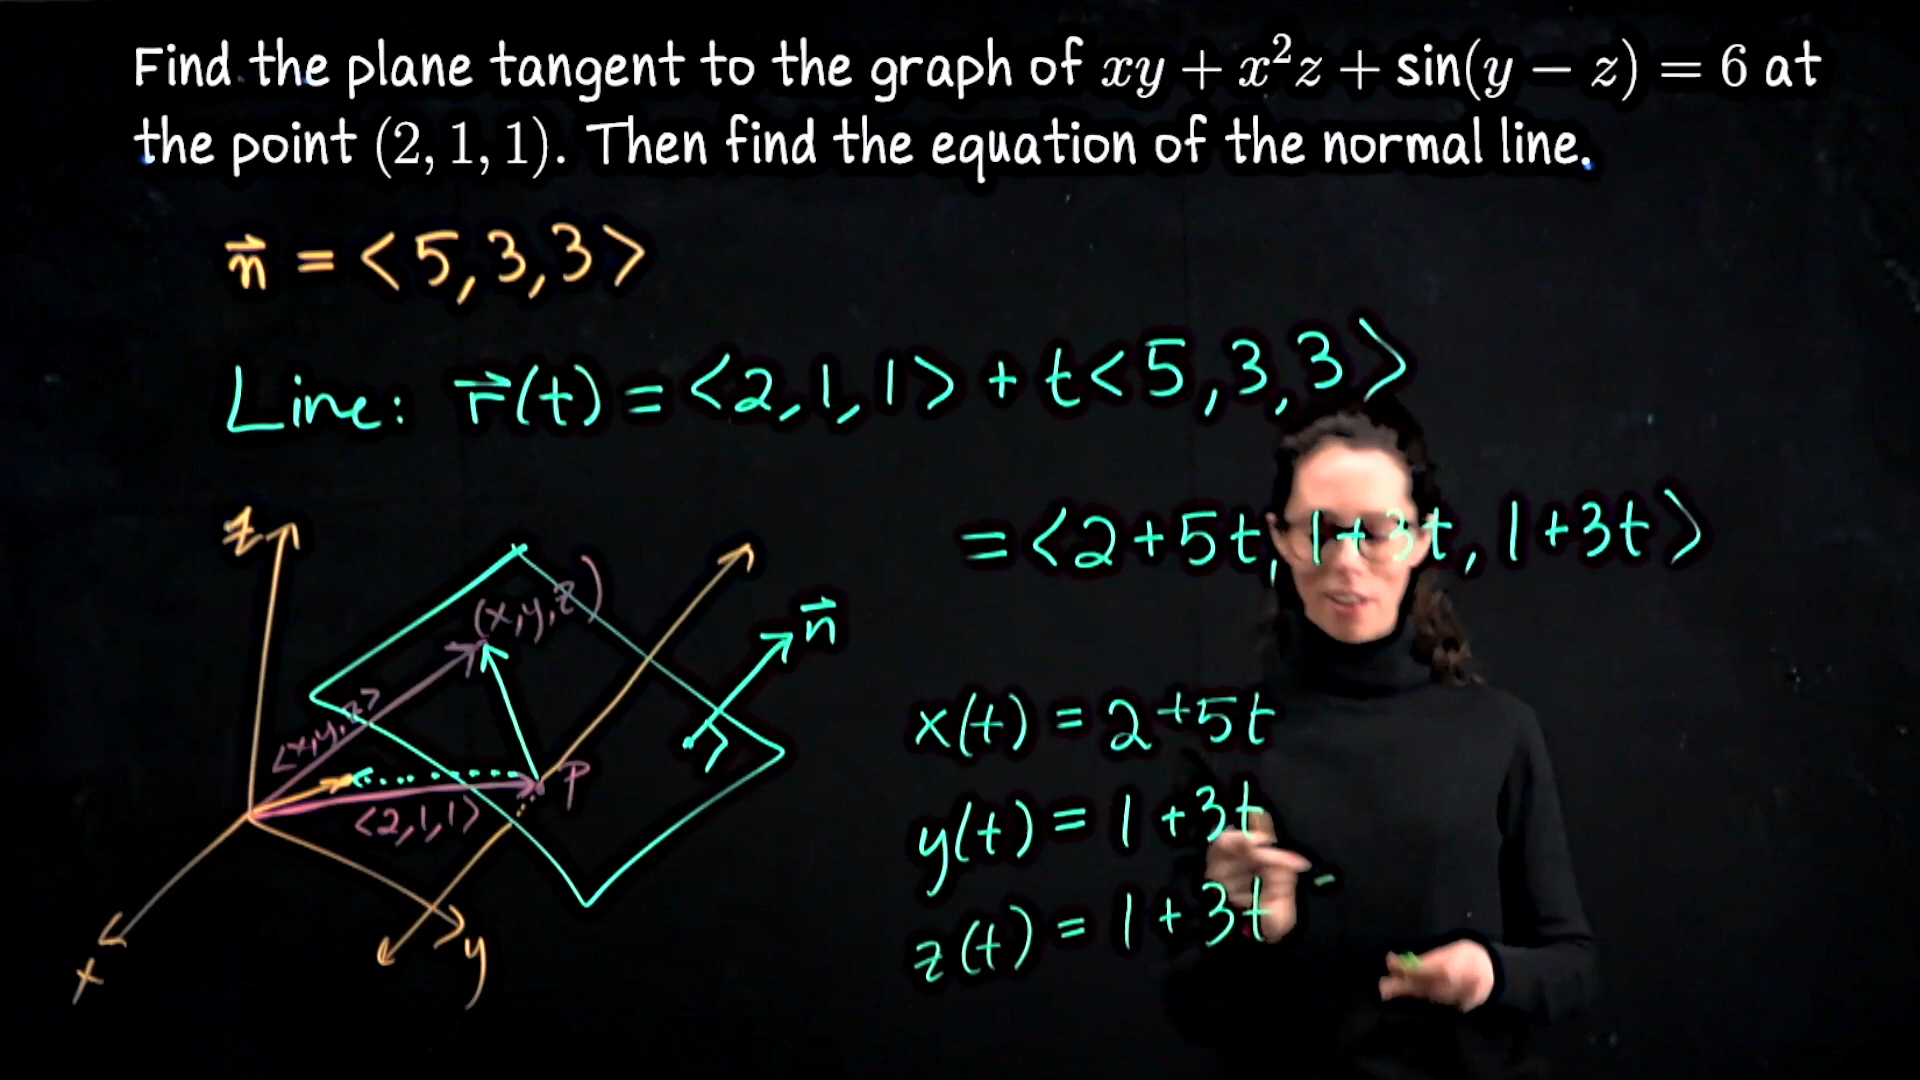 Find the plane tangent to the graph of xy + x²z + sin(y − z) = 6 at
the point (2, 1, 1). Then find the equation of the normal line.
n⃗ = <5,3,3>
Line: r⃗(t) = <2,1,1> + t<5,3,3>
= <2+5t, 1+3t, 1+3t>
z
(x,y,z)
n⃗
<x,y,z>
P
<2,1,1>
x
y
x(t) = 2+5t
y(t) = 1+3t
z(t) = 1+3t